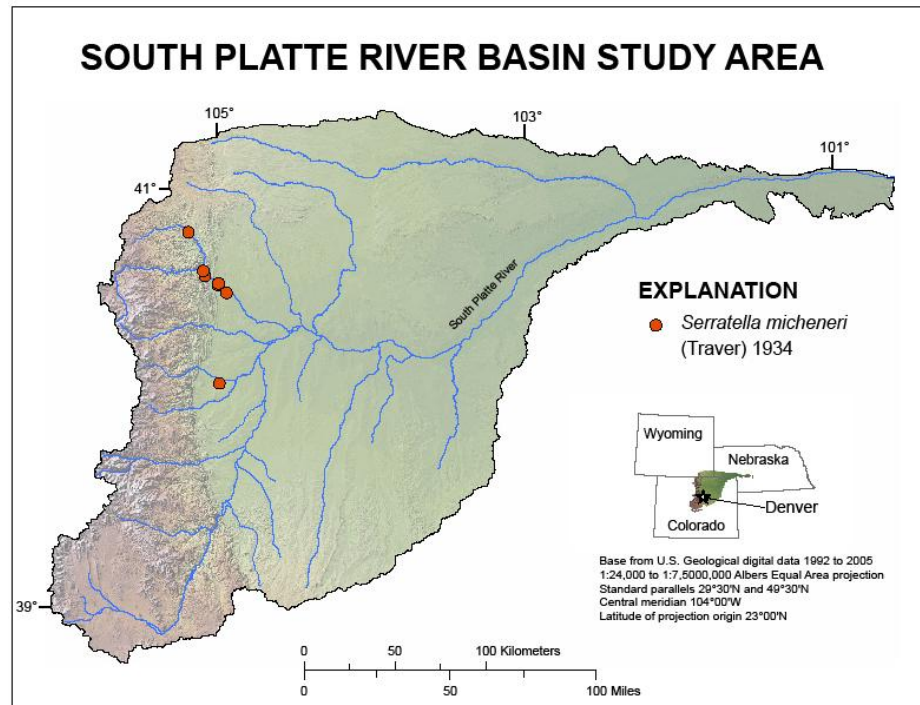 SOUTH PLATTE RIVER BASIN STUDY AREA
105°
103°
101°
41°
South Platte River
EXPLANATION
Serratella micheneri
(Traver) 1934
Wyoming
Nebraska
Denver
Colorado
Base from U.S. Geological digital data 1992 to 2005
1:24,000 to 1:7,5000,000 Albers Equal Area projection
Standard parallels 29°30'N and 49°30'N
Central meridian 104°00'W
Latitude of projection origin 23°00'N
39°
0 50 100 Kilometers
0 50 100 Miles